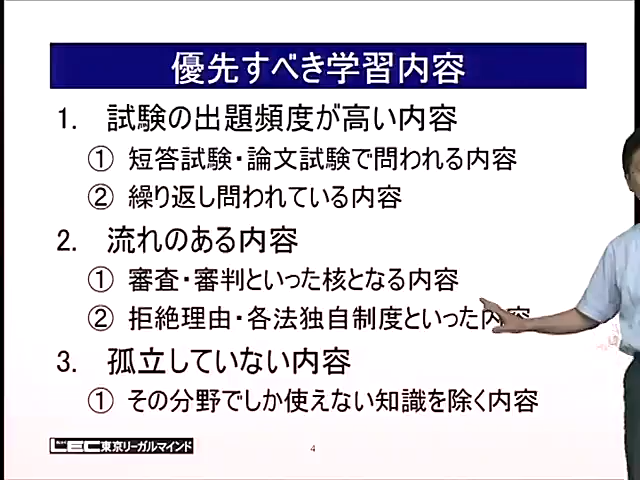 優先すべき学習内容
1. 試験の出題頻度が高い内容
① 短答試験・論文試験で問われる内容
② 繰り返し問われている内容
2. 流れのある内容
① 審査・審判といった核となる内容
② 拒絶理由・各法独自制度といった内容
3. 孤立していない内容
① その分野でしか使えない知識を除く内容
LEC東京リーガルマインド
4